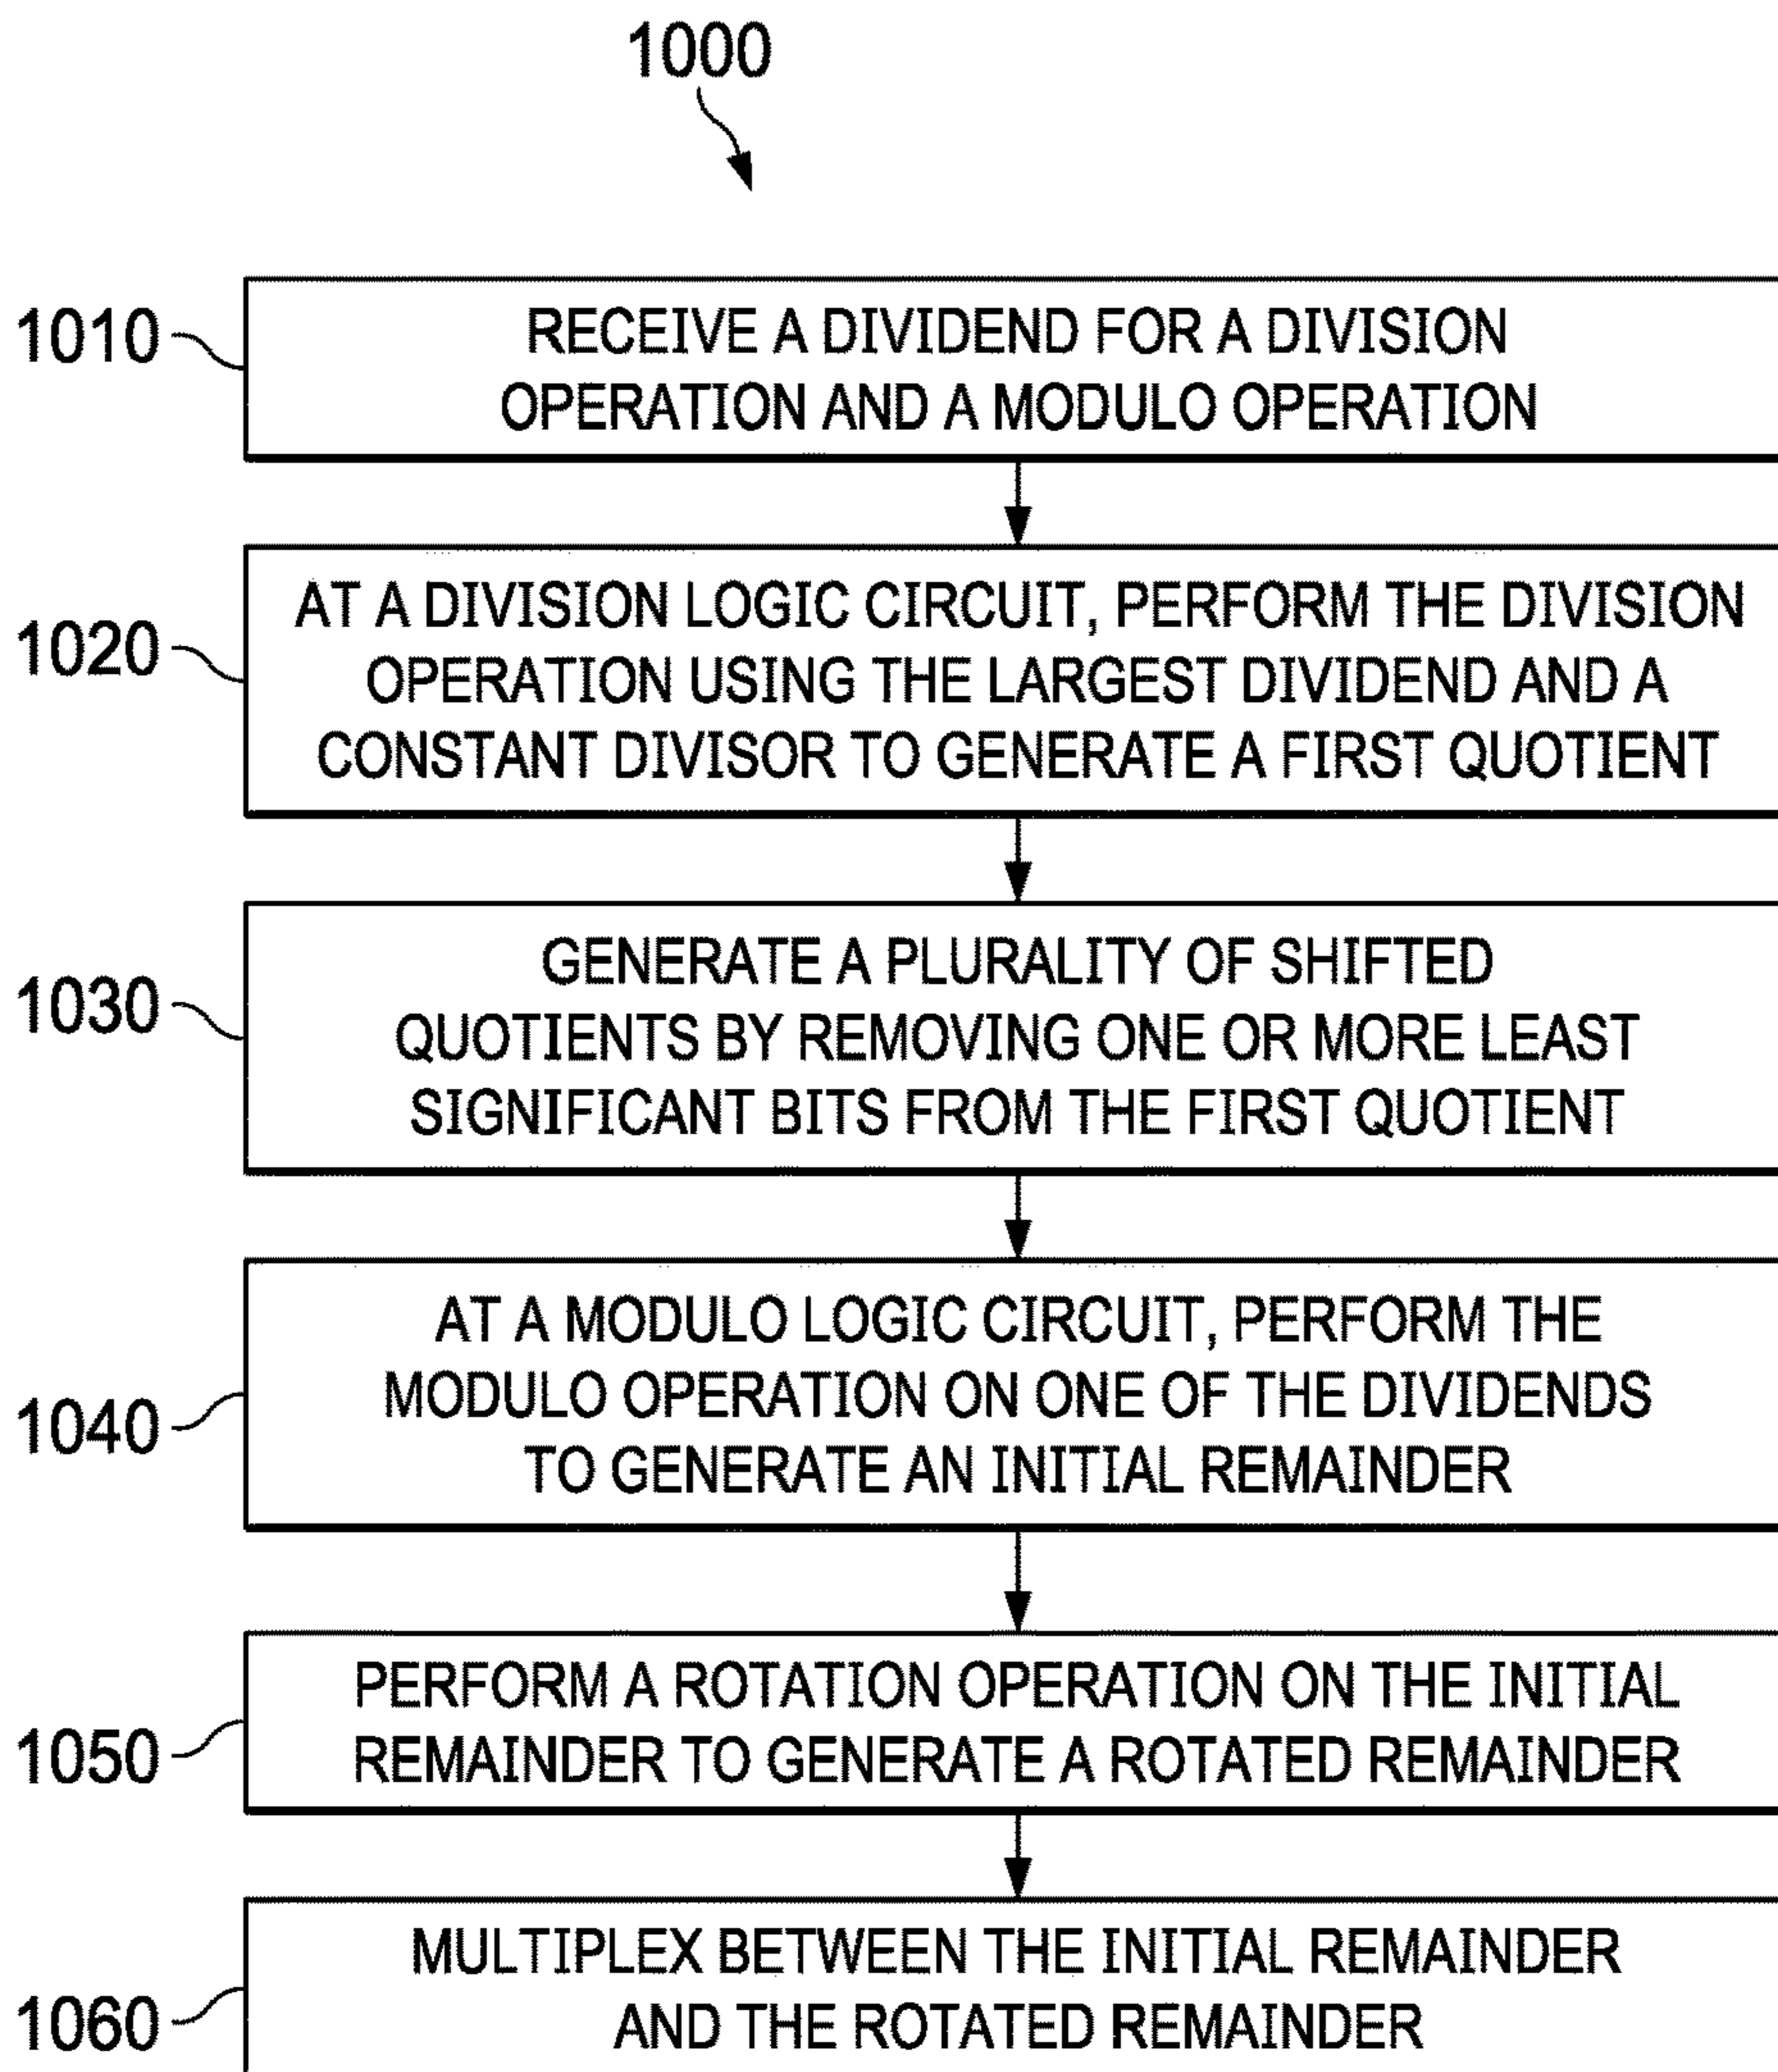 1000
1010
RECEIVE A DIVIDEND FOR A DIVISION
OPERATION AND A MODULO OPERATION
1020
AT A DIVISION LOGIC CIRCUIT, PERFORM THE DIVISION
OPERATION USING THE LARGEST DIVIDEND AND A
CONSTANT DIVISOR TO GENERATE A FIRST QUOTIENT
1030
GENERATE A PLURALITY OF SHIFTED
QUOTIENTS BY REMOVING ONE OR MORE LEAST
SIGNIFICANT BITS FROM THE FIRST QUOTIENT
1040
AT A MODULO LOGIC CIRCUIT, PERFORM THE
MODULO OPERATION ON ONE OF THE DIVIDENDS
TO GENERATE AN INITIAL REMAINDER
1050
PERFORM A ROTATION OPERATION ON THE INITIAL
REMAINDER TO GENERATE A ROTATED REMAINDER
1060
MULTIPLEX BETWEEN THE INITIAL REMAINDER
AND THE ROTATED REMAINDER